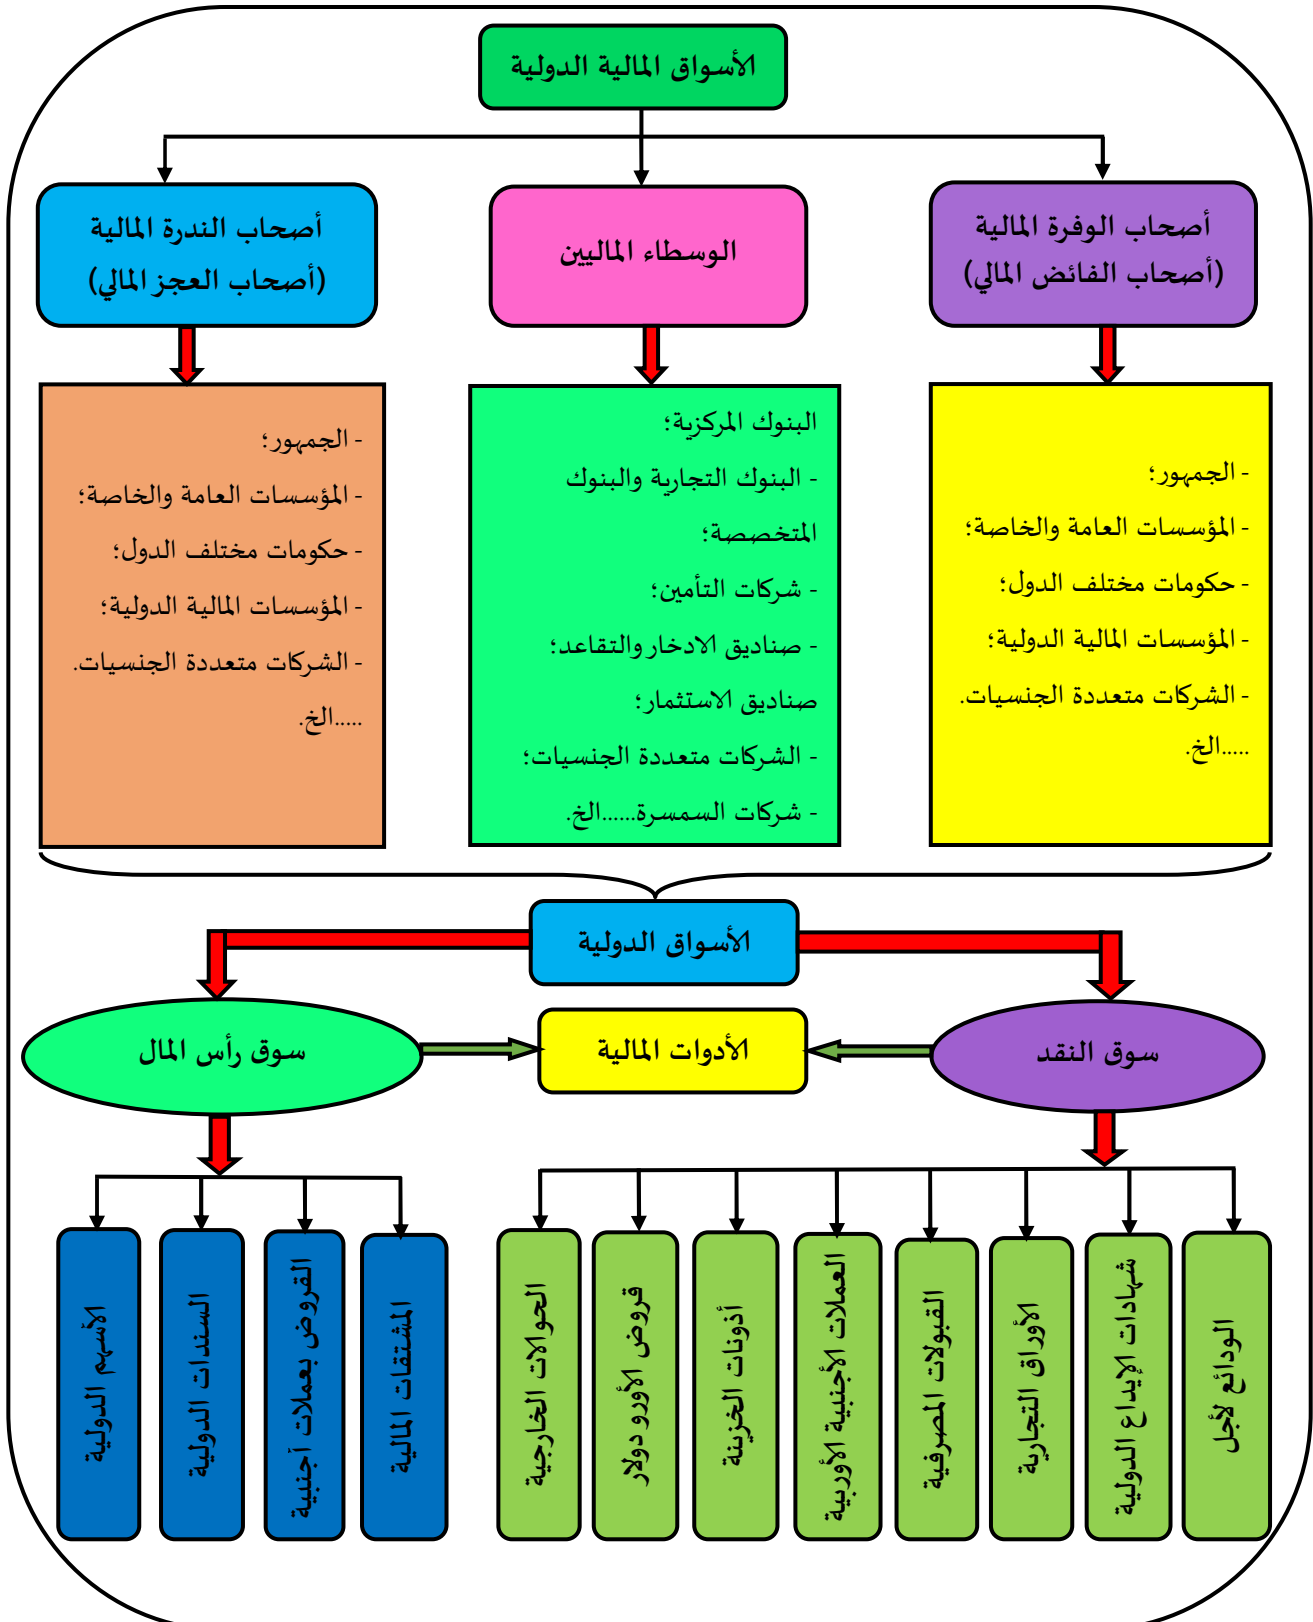 الأسواق المالية الدولية
أصحاب الوفرة المالية
(أصحاب الفائض المالي)
الوسطاء الماليين
أصحاب الندرة المالية
(أصحاب العجز المالي)
- الجمهور؛
- المؤسسات العامة والخاصة؛
- حكومات مختلف الدول؛
- المؤسسات المالية الدولية؛
- الشركات متعددة الجنسيات.
.....الخ.
البنوك المركزية؛
- البنوك التجارية والبنوك
المتخصصة؛
- شركات التأمين؛
- صناديق الادخار والتقاعد؛
صناديق الاستثمار؛
- الشركات متعددة الجنسيات؛
- شركات السمسرة......الخ.
- الجمهور؛
- المؤسسات العامة والخاصة؛
- حكومات مختلف الدول؛
- المؤسسات المالية الدولية؛
- الشركات متعددة الجنسيات.
.....الخ.
الأسواق الدولية
سوق النقد
الأدوات المالية
سوق رأس المال
الودائع لأجل
شهادات الإيداع الدولية
الأوراق التجارية
القبولات المصرفية
العملات الأجنبية الأوربية
أذونات الخزينة
قروض الأورو دولار
الحوالات الخارجية
المشتقات المالية
القروض بعملات أجنبية
السندات الدولية
الأسهم الدولية